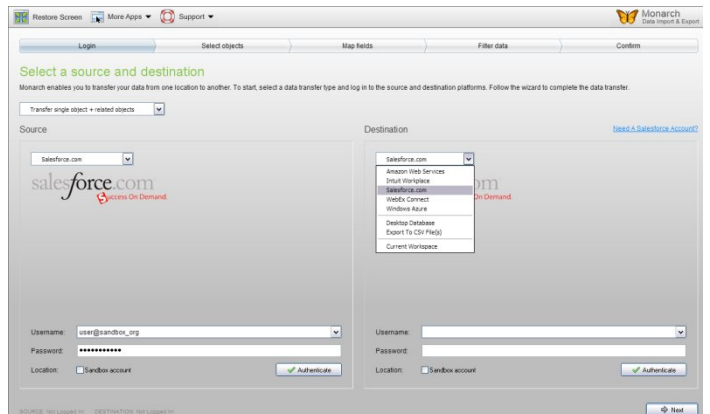 Restore Screen More Apps Support
Monarch
Data Import & Export
Login Select objects Map fields Filter data Confirm
Select a source and destination
Monarch enables you to transfer your data from one location to another. To start, select a data transfer type and log in to the source and destination platforms. Follow the wizard to complete the data transfer.
Transfer single object + related objects
Source Destination Need A Salesforce Account?
Salesforce.com Salesforce.com
salesforce.com
Success On Demand.
Amazon Web Services
Intuit Workplace
Salesforce.com
WebEx Connect
Windows Azure
Desktop Database
Export To CSV File(s)
Current Workspace
om
On Demand.
Username: user@sandbox_org Username:
Password: ••••••••••• Password:
Location: Sandbox account Authenticate Location: Sandbox account Authenticate
SOURCE: Not Logged In DESTINATION: Not Logged In
Next